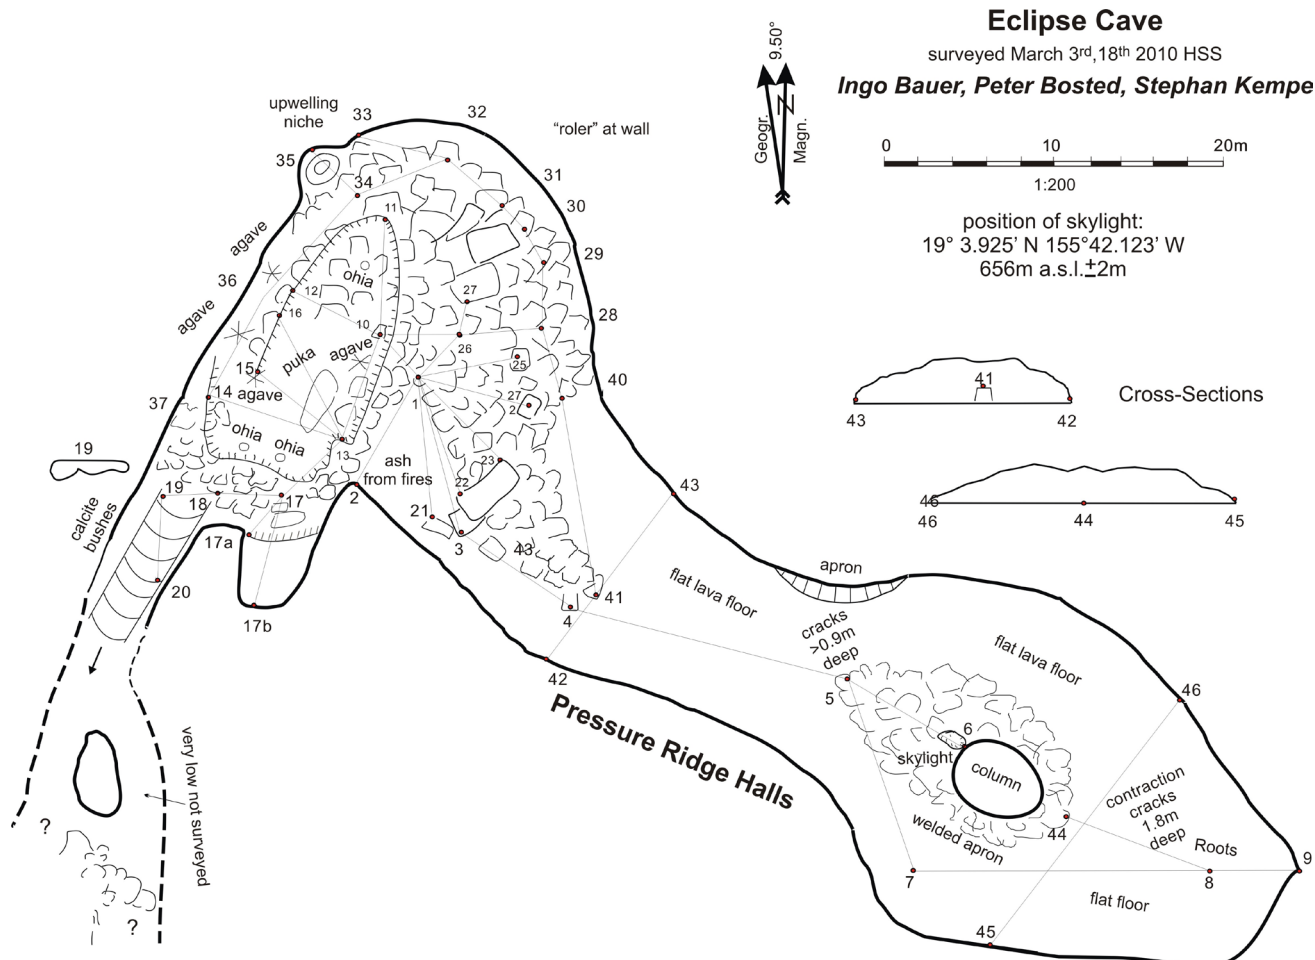 Eclipse Cave
surveyed March 3rd,18th 2010 HSS
Ingo Bauer, Peter Bosted, Stephan Kempe
9.50°
Geogr.
N
Magn.
0 10 20m
1:200
position of skylight:
19° 3.925’ N 155°42.123’ W
656m a.s.l.±2m
upwelling
niche
33
32
“roler” at wall
35
34
31
30
11
agave
29
36
ohia
12
27
16
28
agave
10
26
puka
agave
25
15
40
14
agave
27
2
1
37
ohia
ohia
13
ash
from fires
23
19
22
43
19
18
17
2
21
calcite
bushes
17a
3
43
apron
20
flat lava floor
41
17b
4
cracks
>0.9m
deep
flat lava floor
42
5
46
Pressure Ridge Halls
6
skylight
column
very low not surveyed
contraction
cracks
1.8m
deep
?
44
welded apron
Roots
9
7
8
flat floor
?
45
41
43
42
Cross-Sections
46
46
44
45